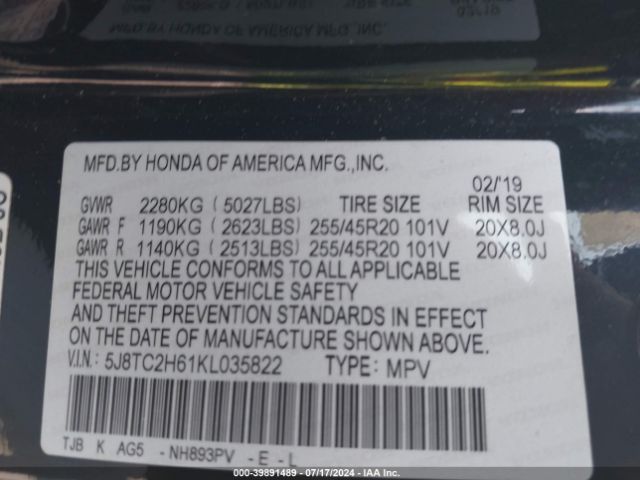 MFD.BY HONDA OF AMERICA MFG.,INC.
02/'19
GVWR 2280KG ( 5027LBS ) TIRE SIZE RIM SIZE
GAWR F 1190KG ( 2623LBS ) 255/45R20 101V 20X8.0J
GAWR R 1140KG ( 2513LBS ) 255/45R20 101V 20X8.0J
THIS VEHICLE CONFORMS TO ALL APPLICABLE
FEDERAL MOTOR VEHICLE SAFETY
AND THEFT PREVENTION STANDARDS IN EFFECT
ON THE DATE OF MANUFACTURE SHOWN ABOVE.
V.I.N.: 5J8TC2H61KL035822 TYPE: MPV
TJB K AG5 - NH893PV - E - L
000-39891489 | 07/17/2024 - IAA Inc.